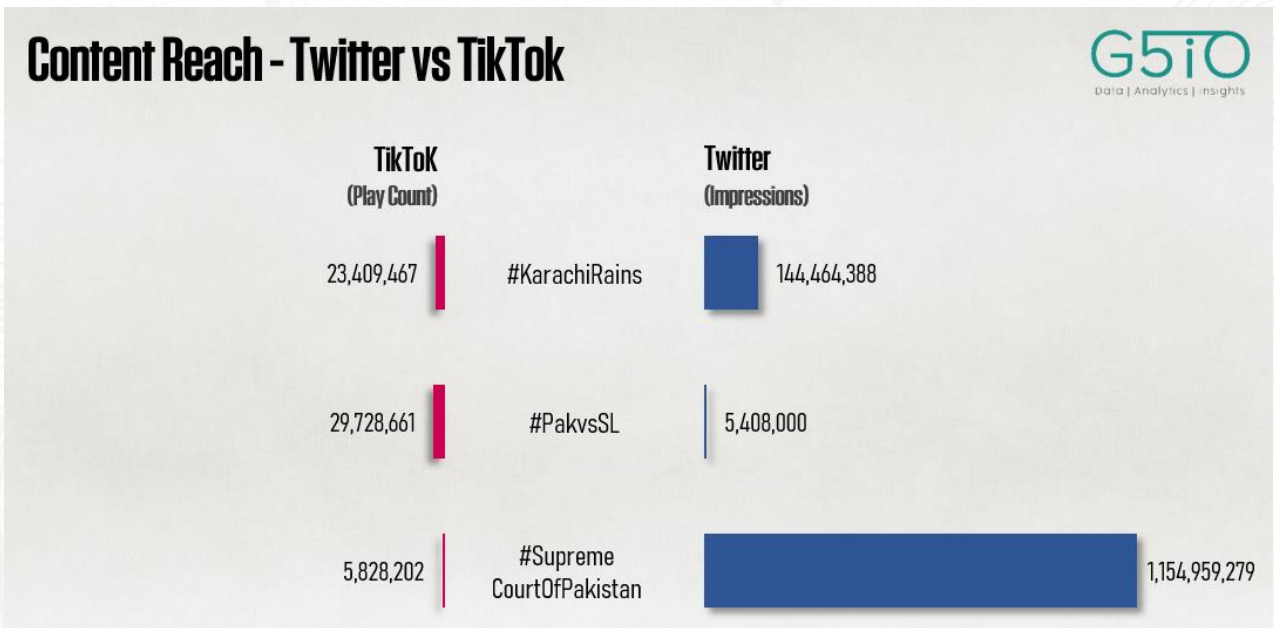 Content Reach - Twitter vs TikTok
G5iO
Data | Analytics | Insights
TikToK
(Play Count)
Twitter
(Impressions)
23,409,467
#KarachiRains
144,464,388
29,728,661
#PakvsSL
5,408,000
5,828,202
#Supreme
CourtOfPakistan
1,154,959,279